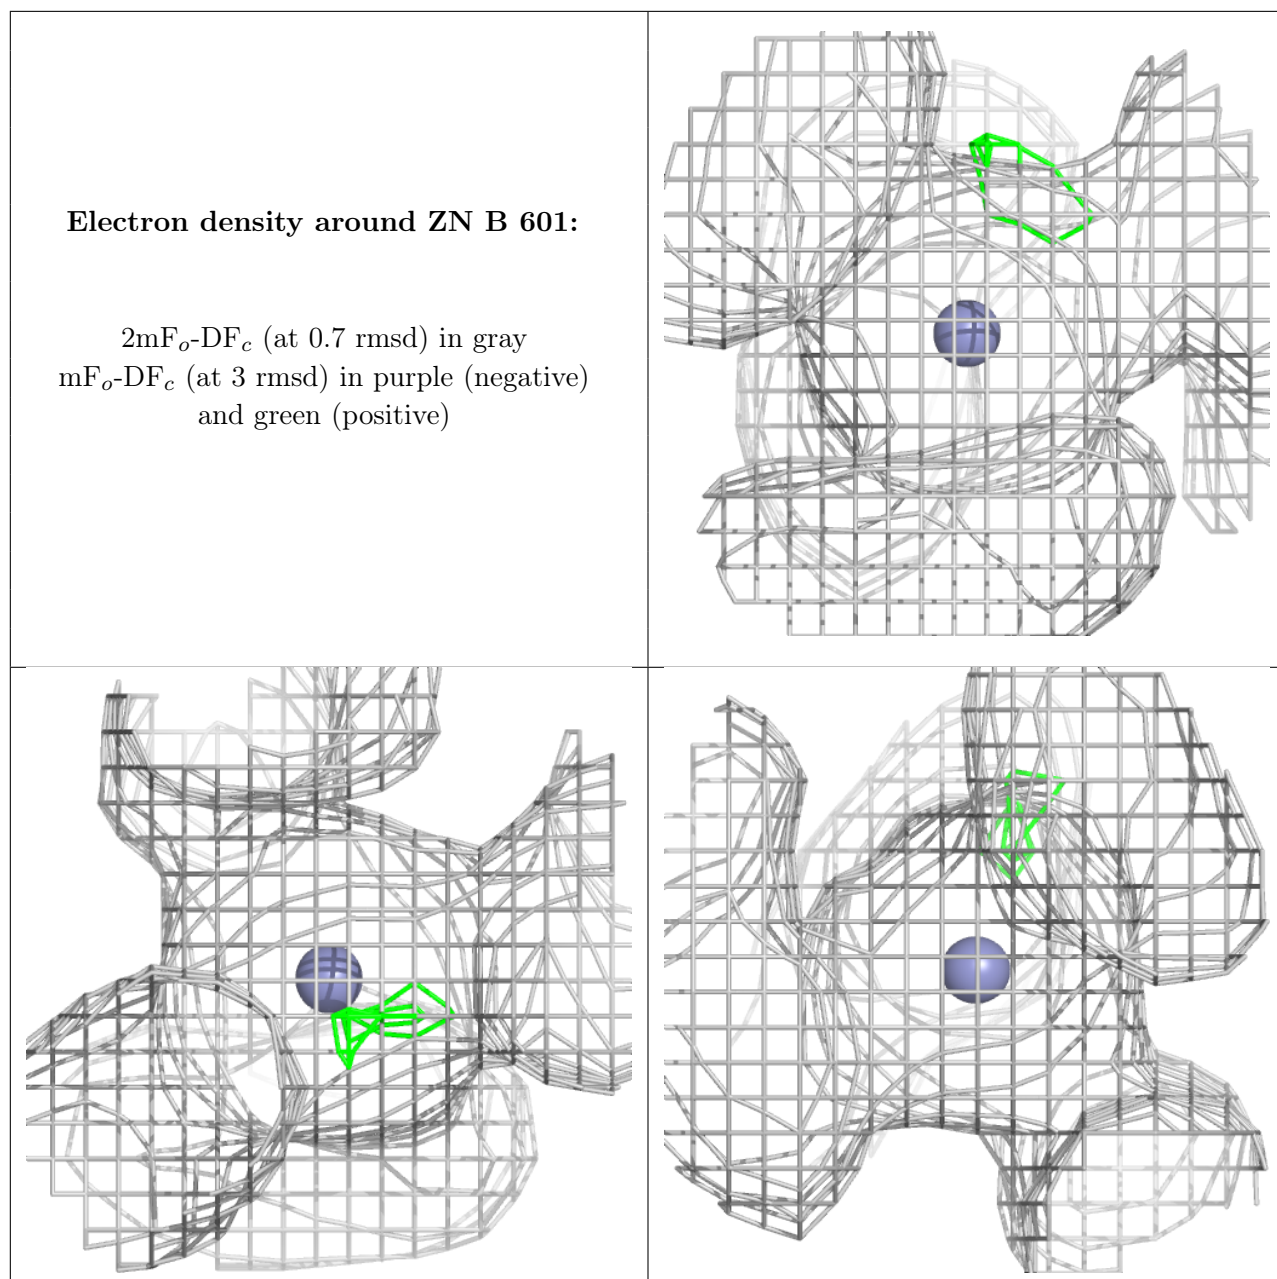 Electron density around ZN B 601:
2mFo-DFc (at 0.7 rmsd) in gray
mFo-DFc (at 3 rmsd) in purple (negative)
and green (positive)